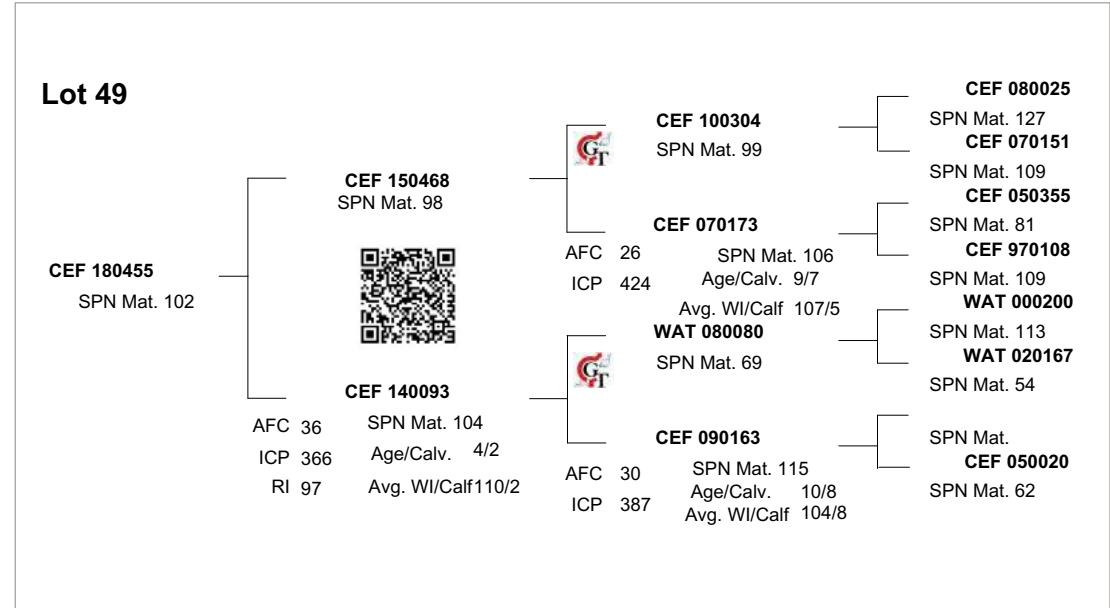 Lot 49
CEF 180455
SPN Mat. 102
CEF 150468
SPN Mat. 98
CEF 140093
AFC 36 SPN Mat. 104
ICP 366 Age/Calv. 4/2
RI 97 Avg. WI/Calf110/2
GT
CEF 100304
SPN Mat. 99
CEF 070173
AFC 26 SPN Mat. 106
ICP 424 Age/Calv. 9/7
Avg. WI/Calf 107/5
GT
WAT 080080
SPN Mat. 69
CEF 090163
AFC 30 SPN Mat. 115
ICP 387 Age/Calv. 10/8
Avg. WI/Calf 104/8
CEF 080025
SPN Mat. 127
CEF 070151
SPN Mat. 109
CEF 050355
SPN Mat. 81
CEF 970108
SPN Mat. 109
WAT 000200
SPN Mat. 113
WAT 020167
SPN Mat. 54
SPN Mat.
CEF 050020
SPN Mat. 62